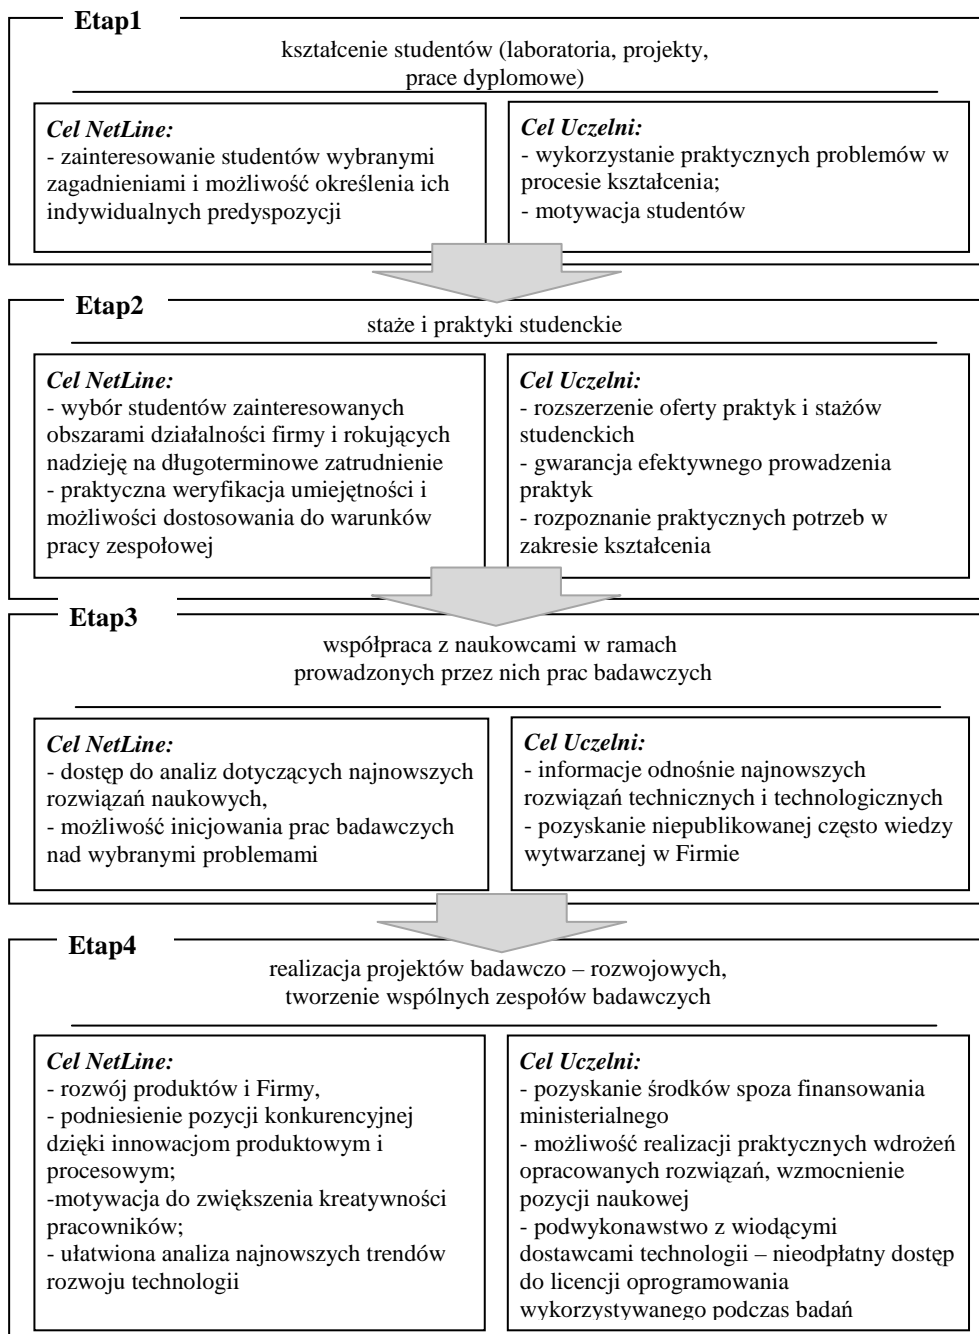 Etap1
kształcenie studentów (laboratoria, projekty,
prace dyplomowe)
Cel NetLine:
- zainteresowanie studentów wybranymi
zagadnieniami i możliwość określenia ich
indywidualnych predyspozycji
Cel Uczelni:
- wykorzystanie praktycznych problemów w
procesie kształcenia;
- motywacja studentów
Etap2
staże i praktyki studenckie
Cel NetLine:
- wybór studentów zainteresowanych
obszarami działalności firmy i rokujących
nadzieję na długoterminowe zatrudnienie
- praktyczna weryfikacja umiejętności i
możliwości dostosowania do warunków
pracy zespołowej
Cel Uczelni:
- rozszerzenie oferty praktyk i stażów
studenckich
- gwarancja efektywnego prowadzenia
praktyk
- rozpoznanie praktycznych potrzeb w
zakresie kształcenia
Etap3
współpraca z naukowcami w ramach
prowadzonych przez nich prac badawczych
Cel NetLine:
- dostęp do analiz dotyczących najnowszych
rozwiązań naukowych,
- możliwość inicjowania prac badawczych
nad wybranymi problemami
Cel Uczelni:
- informacje odnośnie najnowszych
rozwiązań technicznych i technologicznych
- pozyskanie niepublikowanej często wiedzy
wytwarzanej w Firmie
Etap4
realizacja projektów badawczo – rozwojowych,
tworzenie wspólnych zespołów badawczych
Cel NetLine:
- rozwój produktów i Firmy,
- podniesienie pozycji konkurencyjnej
dzięki innowacjom produktowym i
procesowym;
-motywacja do zwiększenia kreatywności
pracowników;
- ułatwiona analiza najnowszych trendów
rozwoju technologii
Cel Uczelni:
- pozyskanie środków spoza finansowania
ministerialnego
- możliwość realizacji praktycznych wdrożeń
opracowanych rozwiązań, wzmocnienie
pozycji naukowej
- podwykonawstwo z wiodącymi
dostawcami technologii – nieodpłatny dostęp
do licencji oprogramowania
wykorzystywanego podczas badań